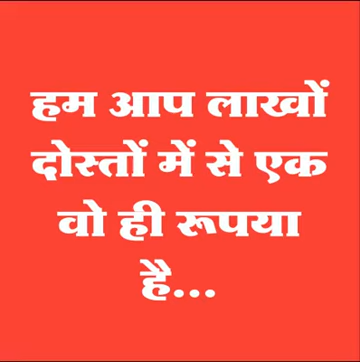 हम आप लाखों
दोस्तों में से एक
वो ही रूपया
है...